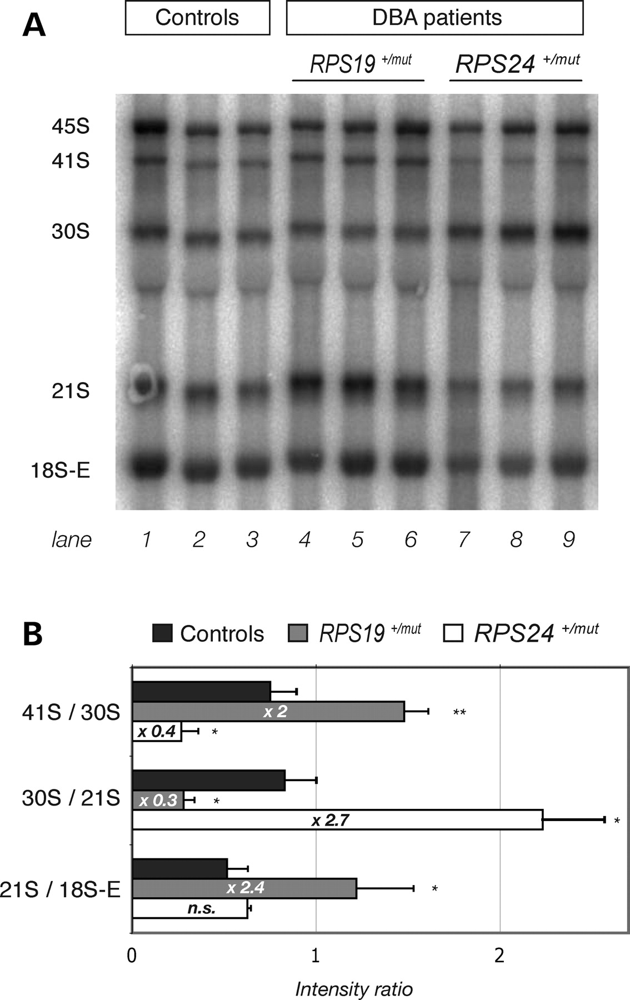 A
Controls DBA patients
RPS19 +/mut RPS24 +/mut
45S
41S
30S
21S
18S-E
lane 1 2 3 4 5 6 7 8 9
B
Controls RPS19 +/mut RPS24 +/mut
41S / 30S
x 2 **
x 0.4 *
30S / 21S
x 0.3 *
x 2.7 *
21S / 18S-E
x 2.4 *
n.s.
0 1 2
Intensity ratio